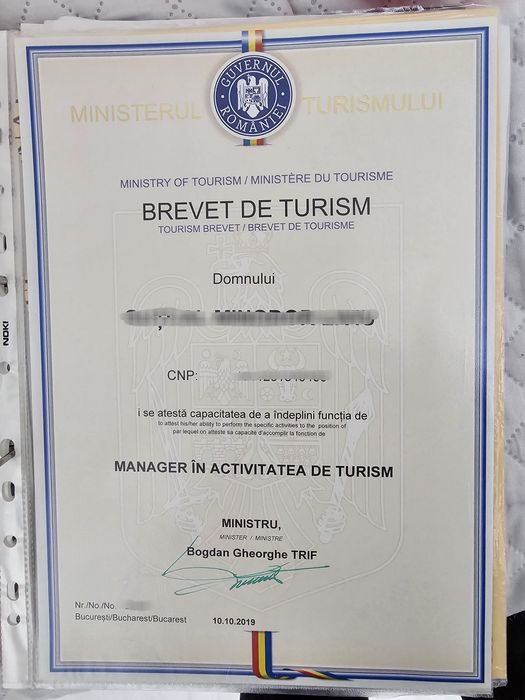 MINISTERUL TURISMULUI
GUVERNUL ROMÂNIEI
MINISTRY OF TOURISM / MINISTÈRE DU TOURISME
BREVET DE TURISM
TOURISM BREVET / BREVET DE TOURISME
Domnului
CNP:
i se atestă capacitatea de a îndeplini funcția de
to attest his/her ability to perform the specific activities to the position of
par lequel on atteste sa capacité d'accomplir la fonction de
MANAGER ÎN ACTIVITATEA DE TURISM
MINISTRU,
MINISTER / MINISTRE
Bogdan Gheorghe TRIF
Nr./No./No.
București/Bucharest/Bucarest 10.10.2019
NOKI